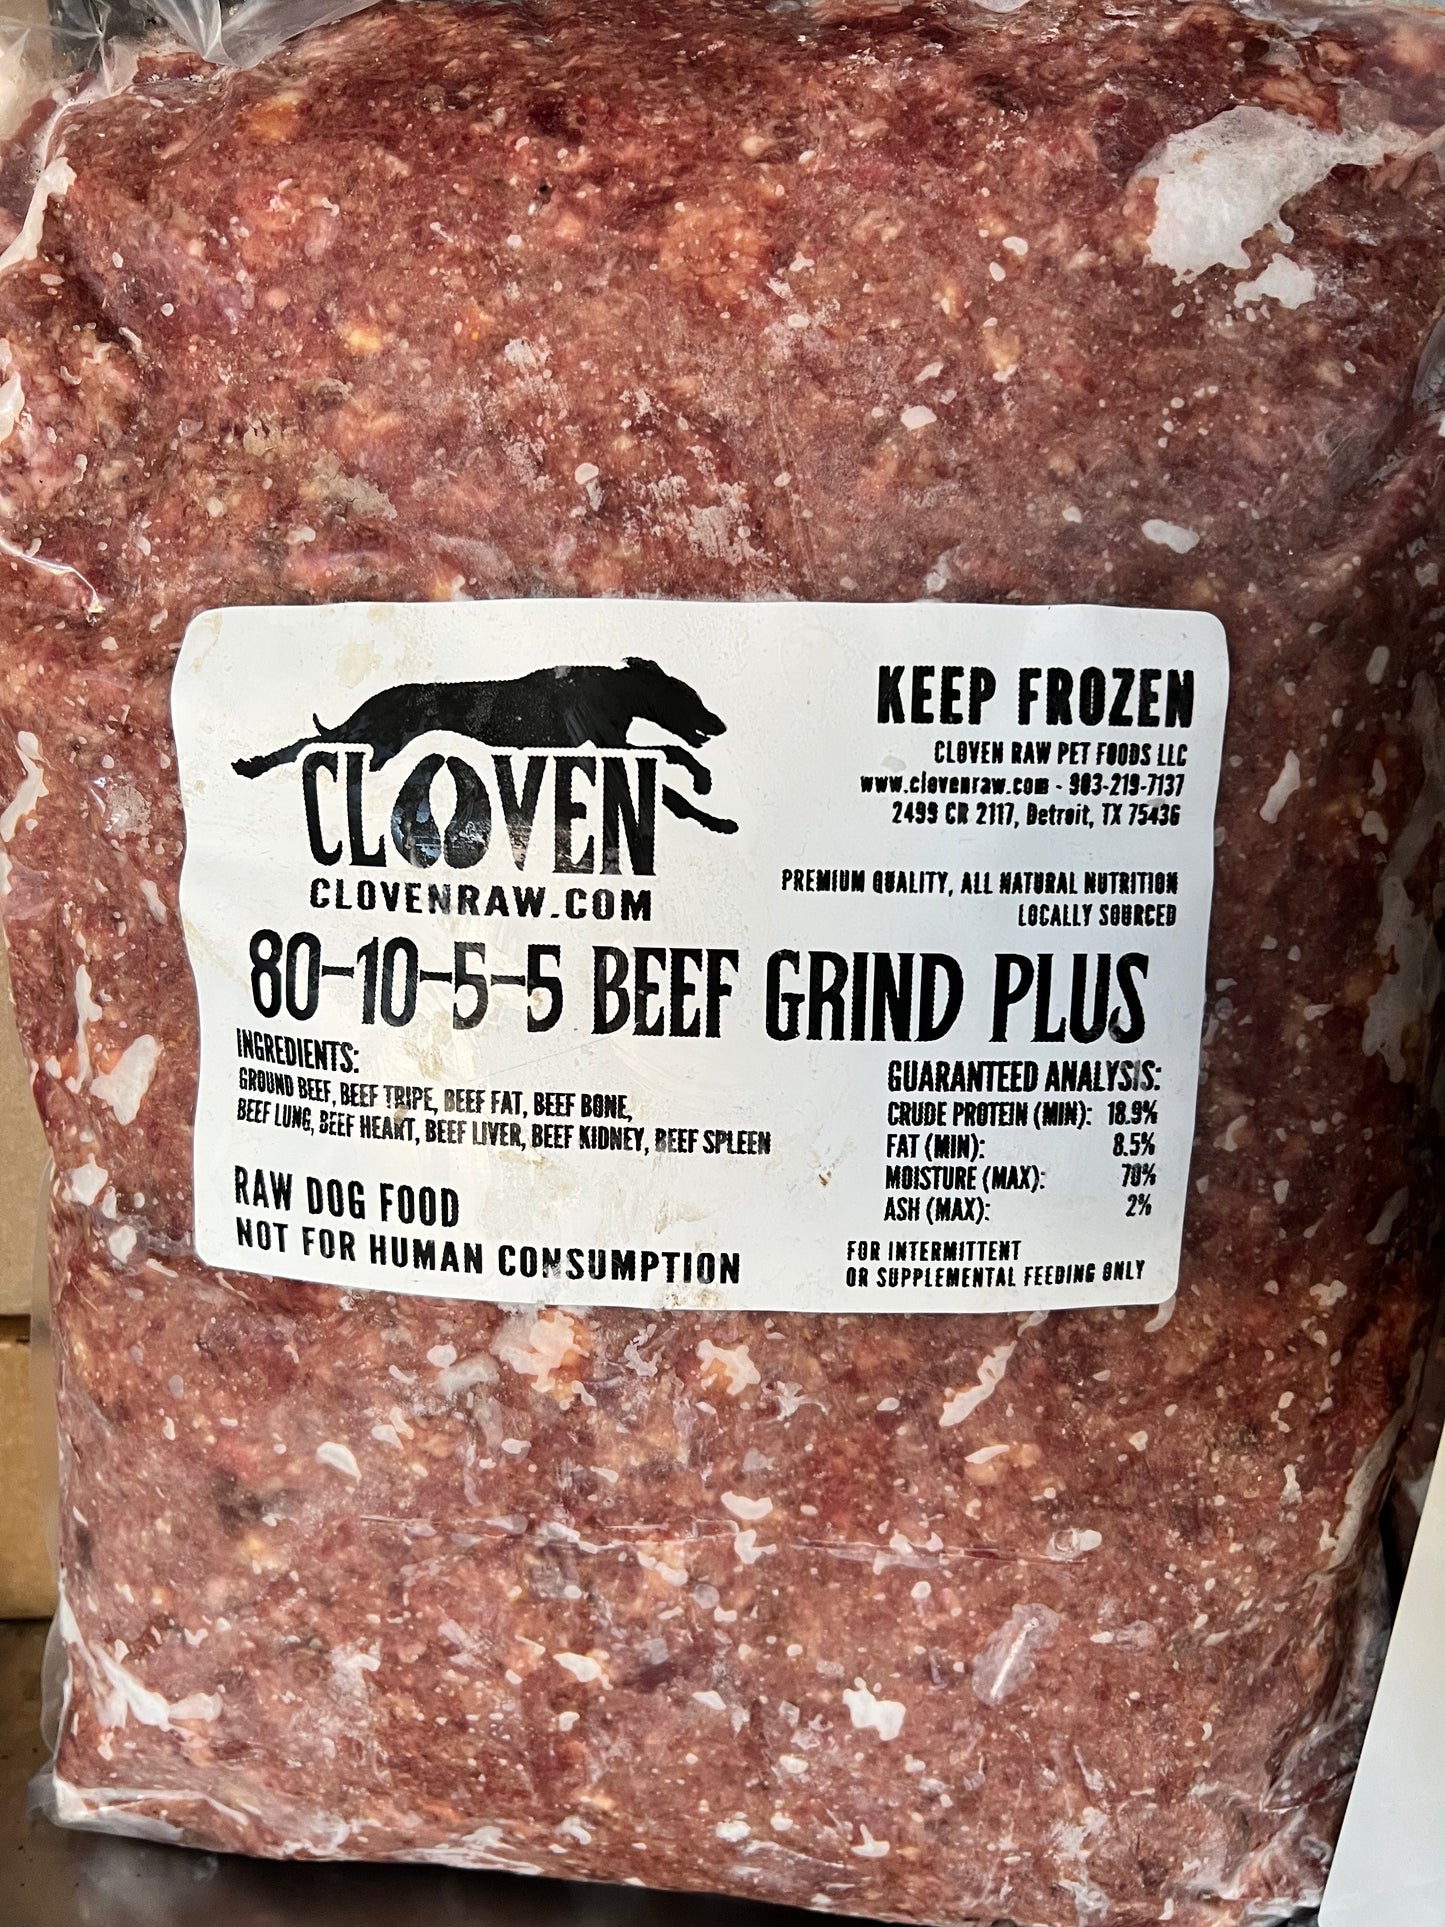 CLOVEN
CLOVENRAW.COM
KEEP FROZEN
CLOVEN RAW PET FOODS LLC
www.clovenraw.com - 903-219-7137
2499 CR 2117, Detroit, TX 75436
PREMIUM QUALITY, ALL NATURAL NUTRITION
LOCALLY SOURCED
80-10-5-5 BEEF GRIND PLUS
INGREDIENTS:
GROUND BEEF, BEEF TRIPE, BEEF FAT, BEEF BONE,
BEEF LUNG, BEEF HEART, BEEF LIVER, BEEF KIDNEY, BEEF SPLEEN
RAW DOG FOOD
NOT FOR HUMAN CONSUMPTION
GUARANTEED ANALYSIS:
CRUDE PROTEIN (MIN): 18.9%
FAT (MIN): 8.5%
MOISTURE (MAX): 70%
ASH (MAX): 2%
FOR INTERMITTENT
OR SUPPLEMENTAL FEEDING ONLY